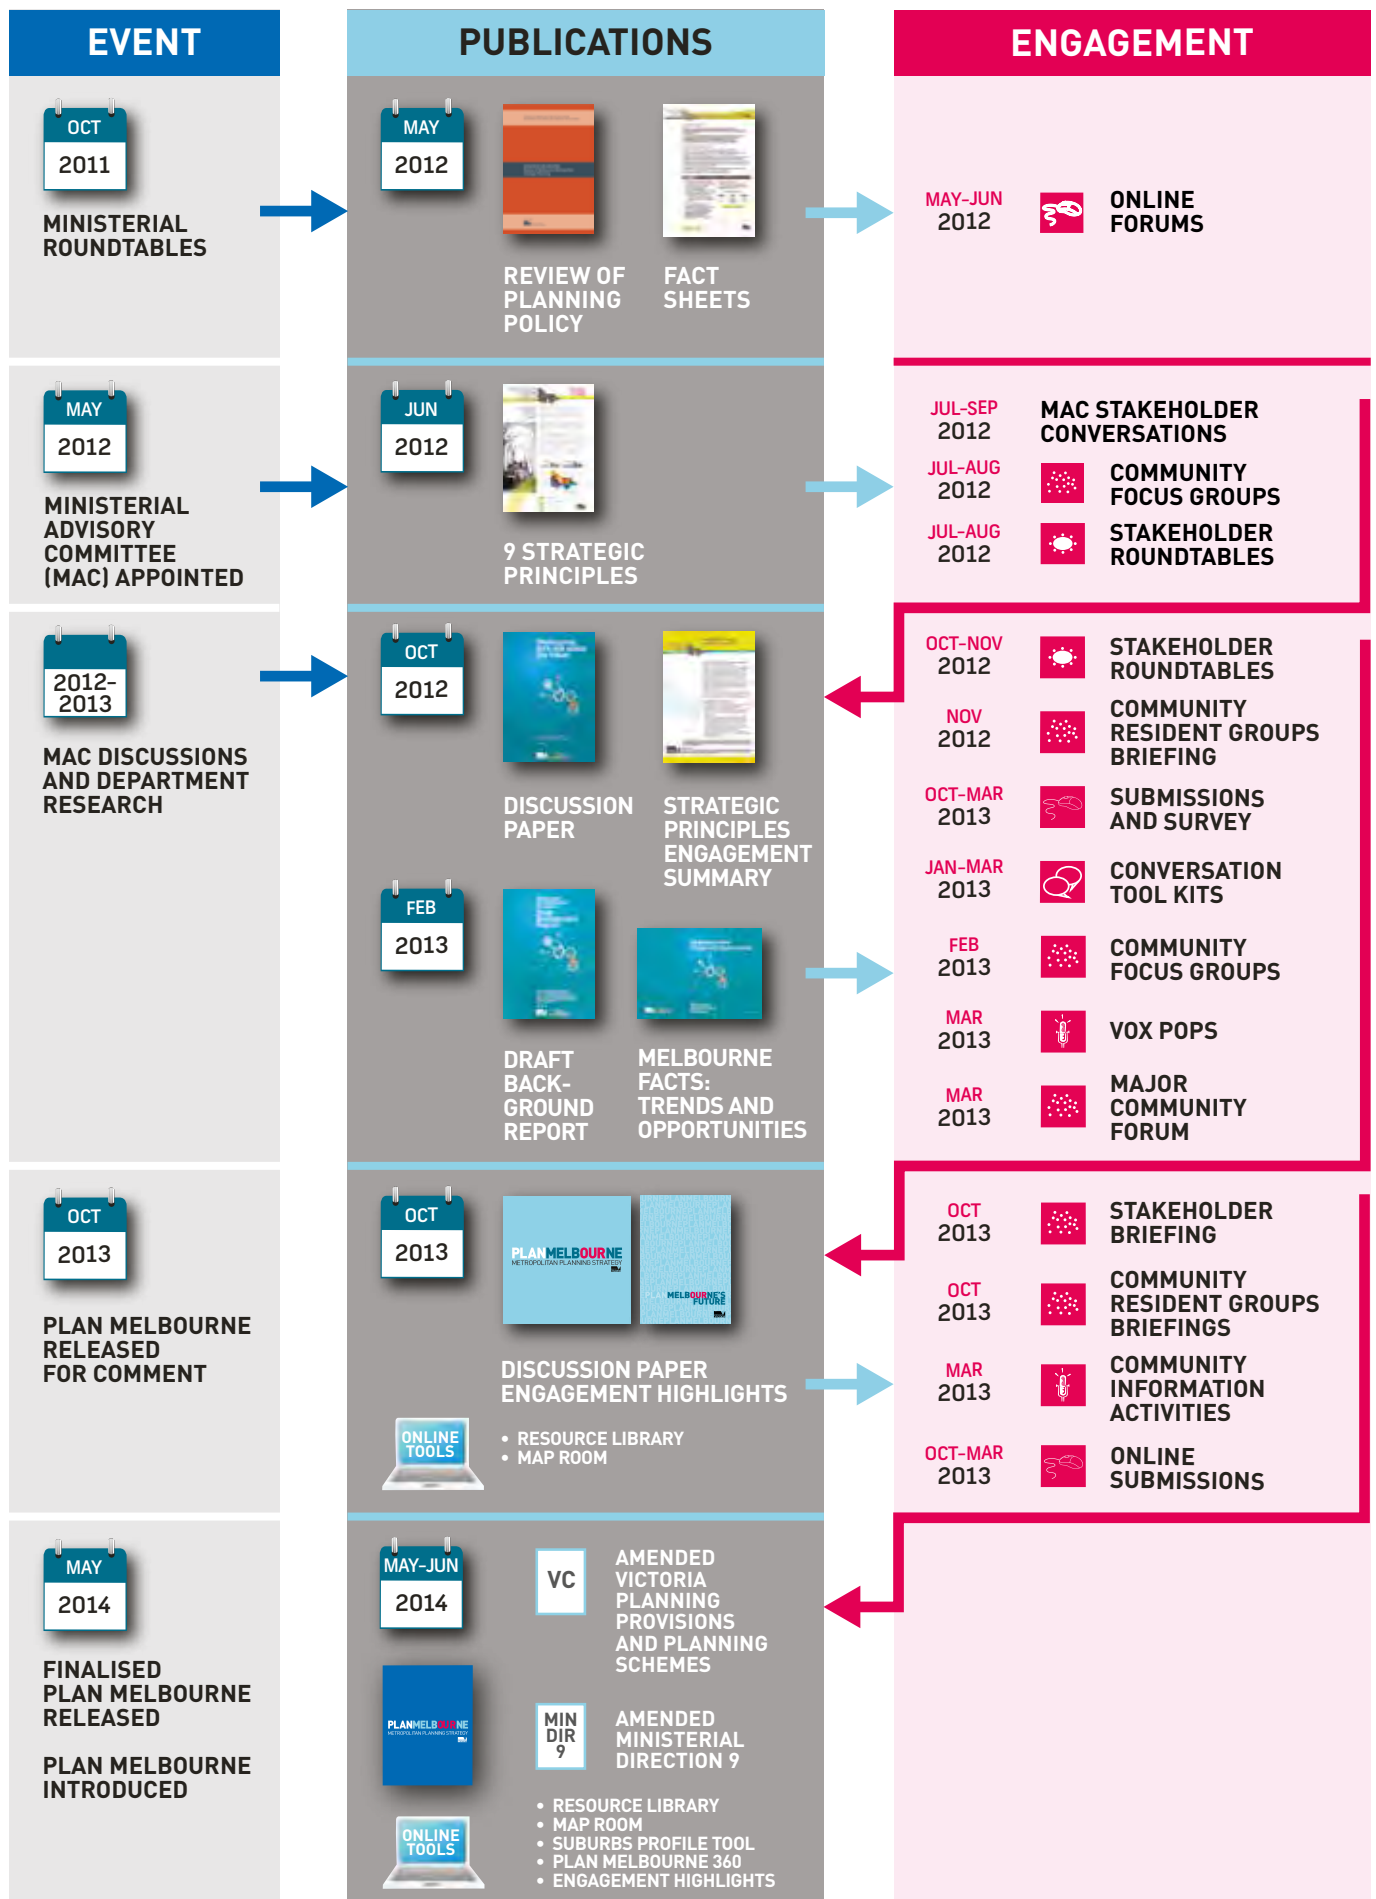 EVENT
PUBLICATIONS
ENGAGEMENT
OCT
2011
MINISTERIAL
ROUNDTABLES
MAY
2012
REVIEW OF
PLANNING
POLICY
FACT
SHEETS
MAY-JUN
2012
ONLINE
FORUMS
MAY
2012
MINISTERIAL
ADVISORY
COMMITTEE
(MAC) APPOINTED
JUN
2012
9 STRATEGIC
PRINCIPLES
JUL-SEP
2012
MAC STAKEHOLDER
CONVERSATIONS
JUL-AUG
2012
COMMUNITY
FOCUS GROUPS
JUL-AUG
2012
STAKEHOLDER
ROUNDTABLES
2012-
2013
MAC DISCUSSIONS
AND DEPARTMENT
RESEARCH
OCT
2012
DISCUSSION
PAPER
STRATEGIC
PRINCIPLES
ENGAGEMENT
SUMMARY
FEB
2013
DRAFT
BACK-
GROUND
REPORT
MELBOURNE
FACTS:
TRENDS AND
OPPORTUNITIES
OCT-NOV
2012
STAKEHOLDER
ROUNDTABLES
NOV
2012
COMMUNITY
RESIDENT GROUPS
BRIEFING
OCT-MAR
2013
SUBMISSIONS
AND SURVEY
JAN-MAR
2013
CONVERSATION
TOOL KITS
FEB
2013
COMMUNITY
FOCUS GROUPS
MAR
2013
VOX POPS
MAR
2013
MAJOR
COMMUNITY
FORUM
OCT
2013
PLAN MELBOURNE
RELEASED
FOR COMMENT
OCT
2013
PLANMELBOURNE
METROPOLITAN PLANNING STRATEGY
PLAN MELBOURNE'S
FUTURE
DISCUSSION PAPER
ENGAGEMENT HIGHLIGHTS
ONLINE
TOOLS
• RESOURCE LIBRARY
• MAP ROOM
OCT
2013
STAKEHOLDER
BRIEFING
OCT
2013
COMMUNITY
RESIDENT GROUPS
BRIEFINGS
MAR
2013
COMMUNITY
INFORMATION
ACTIVITIES
OCT-MAR
2013
ONLINE
SUBMISSIONS
MAY
2014
FINALISED
PLAN MELBOURNE
RELEASED
PLAN MELBOURNE
INTRODUCED
MAY-JUN
2014
VC
AMENDED
VICTORIA
PLANNING
PROVISIONS
AND PLANNING
SCHEMES
PLANMELBOURNE
METROPOLITAN PLANNING STRATEGY
MIN
DIR
9
AMENDED
MINISTERIAL
DIRECTION 9
ONLINE
TOOLS
• RESOURCE LIBRARY
• MAP ROOM
• SUBURBS PROFILE TOOL
• PLAN MELBOURNE 360
• ENGAGEMENT HIGHLIGHTS